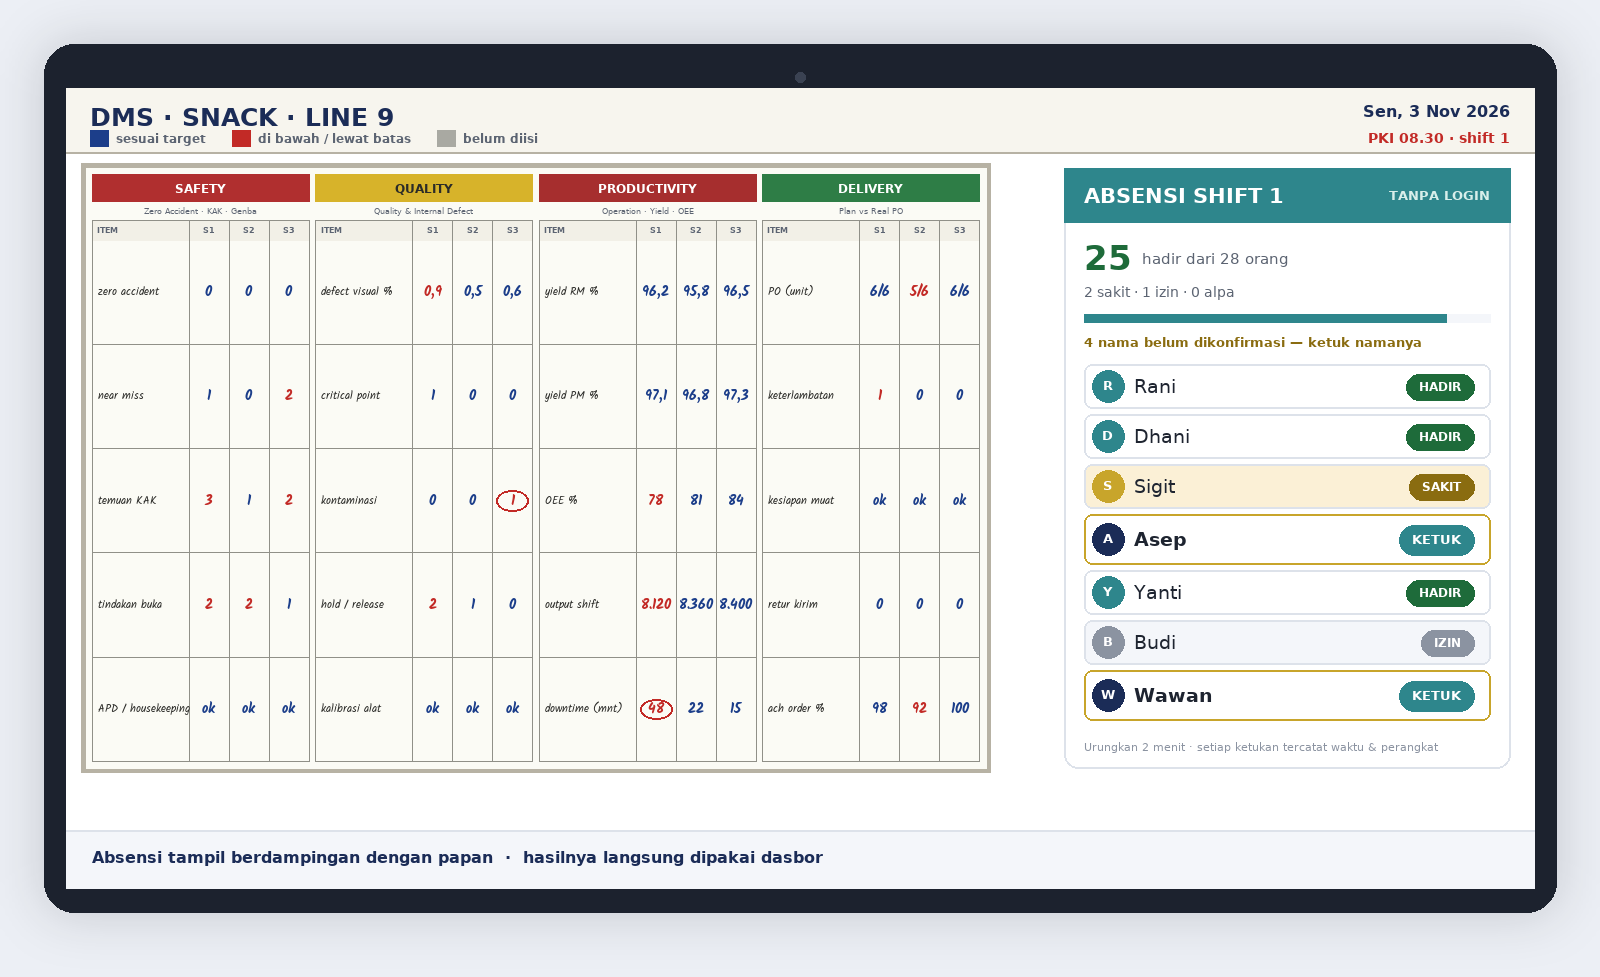 DMS · SNACK · LINE 9
sesuai target di bawah / lewat batas belum diisi
Sen, 3 Nov 2026
PKI 08.30 · shift 1
SAFETY
Zero Accident · KAK · Genba
ITEM S1 S2 S3
zero accident 0 0 0
near miss 1 0 2
temuan KAK 3 1 2
tindakan buka 2 2 1
APD / housekeeping ok ok ok
QUALITY
Quality & Internal Defect
ITEM S1 S2 S3
defect visual % 0,9 0,5 0,6
critical point 1 0 0
kontaminasi 0 0 1
hold / release 2 1 0
kalibrasi alat ok ok ok
PRODUCTIVITY
Operation · Yield · OEE
ITEM S1 S2 S3
yield RM % 96,2 95,8 96,5
yield PM % 97,1 96,8 97,3
OEE % 78 81 84
output shift 8.120 8.360 8.400
downtime (mnt) 48 22 15
DELIVERY
Plan vs Real PO
ITEM S1 S2 S3
PO (unit) 6/6 5/6 6/6
keterlambatan 1 0 0
kesiapan muat ok ok ok
retur kirim 0 0 0
ach order % 98 92 100
ABSENSI SHIFT 1 TANPA LOGIN
25 hadir dari 28 orang
2 sakit · 1 izin · 0 alpa
4 nama belum dikonfirmasi — ketuk namanya
R Rani HADIR
D Dhani HADIR
S Sigit SAKIT
A Asep KETUK
Y Yanti HADIR
B Budi IZIN
W Wawan KETUK
Urungkan 2 menit · setiap ketukan tercatat waktu & perangkat
Absensi tampil berdampingan dengan papan · hasilnya langsung dipakai dasbor